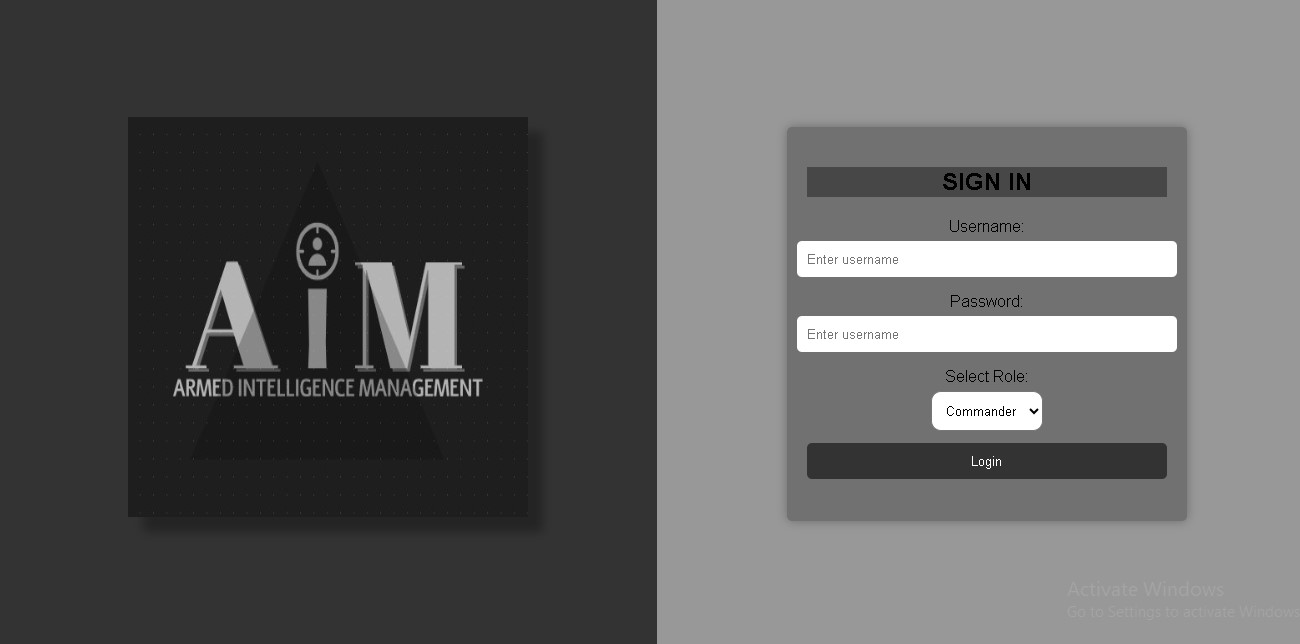 AiM
ARMED INTELLIGENCE MANAGEMENT
SIGN IN
Username:
Enter username
Password:
Enter username
Select Role:
Commander
Login
Activate Windows
Go to Settings to activate Windows